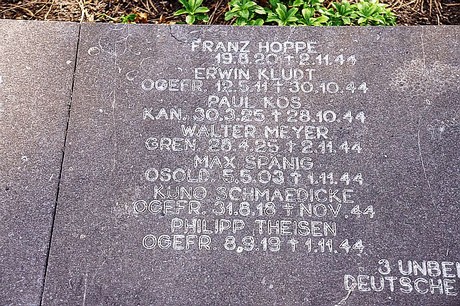 FRANZ HOPPE
19.8.20 † 2.11.44
ERWIN KLUDT
OGEFR. 12.5.11 † 30.10.44
PAUL KOS
KAN. 30.3.25 † 28.10.44
WALTER MEYER
GREN. 28.4.25 † 2.11.44
MAX SPÄNIG
OSOLD. 5.5.03 † 1.11.44
KUNO SCHMAEDICKE
OGEFR. 31.8.18 † NOV. 44
PHILIPP THEISEN
OGEFR. 8.9.19 † 1.11.44
3 UNBE
DEUTSCHE